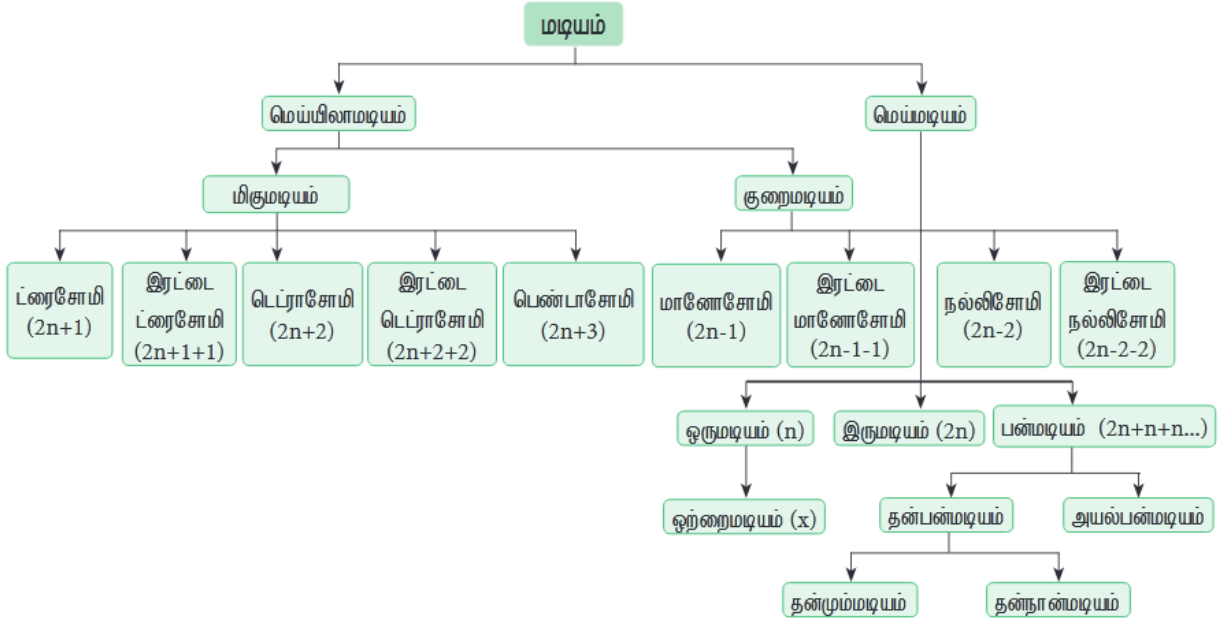 மடியம்
மெய்யிலாமடியம்
மெய்மடியம்
மிகுமடியம்
குறைமடியம்
ட்ரைசோமி
(2n+1)
இரட்டை
ட்ரைசோமி
(2n+1+1)
டெட்ராசோமி
(2n+2)
இரட்டை
டெட்ராசோமி
(2n+2+2)
பெண்டாசோமி
(2n+3)
மானோசோமி
(2n-1)
இரட்டை
மானோசோமி
(2n-1-1)
நல்லிசோமி
(2n-2)
இரட்டை
நல்லிசோமி
(2n-2-2)
ஒருமடியம் (n)
இருமடியம் (2n)
பன்மடியம் (2n+n+n...)
ஒற்றைமடியம் (x)
தன்பன்மடியம்
அயல்பன்மடியம்
தன்மும்மடியம்
தன்நான்மடியம்